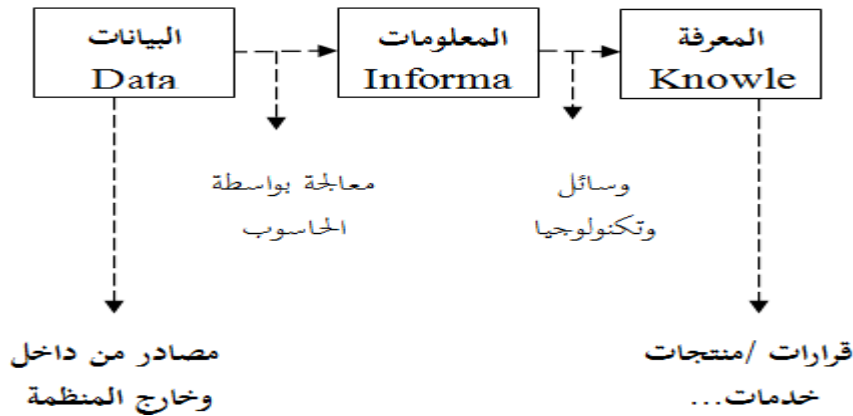 البيانات
Data
المعلومات
Informa
المعرفة
Knowle
معالجة بواسطة
الحاسوب
وسائل
وتكنولوجيا
مصادر من داخل
وخارج المنظمة
قرارات /منتجات
خدمات...